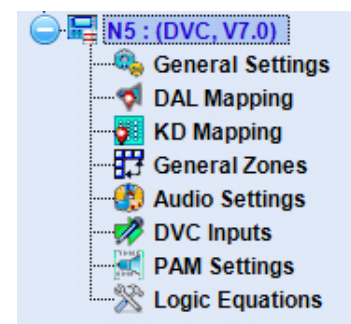 N5 : (DVC, V7.0)
General Settings
DAL Mapping
KD Mapping
General Zones
Audio Settings
DVC Inputs
PAM Settings
Logic Equations